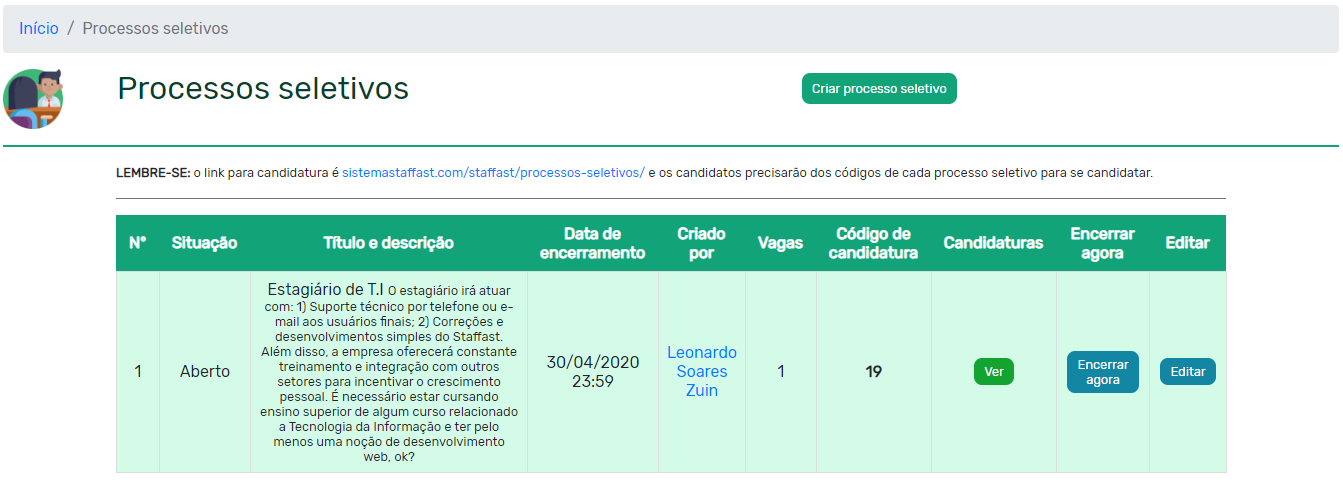 Início / Processos seletivos
Processos seletivos
Criar processo seletivo
LEMBRE-SE: o link para candidatura é sistemastaffast.com/staffast/processos-seletivos/ e os candidatos precisarão dos códigos de cada processo seletivo para se candidatar.
N°
Situação
Título e descrição
Data de
encerramento
Criado
por
Vagas
Código de
candidatura
Candidaturas
Encerrar
agora
Editar
1
Aberto
Estagiário de T.I O estagiário irá atuar
com: 1) Suporte técnico por telefone ou e-
mail aos usuários finais; 2) Correções e
desenvolvimentos simples do Staffast.
Além disso, a empresa oferecerá constante
treinamento e integração com outros
setores para incentivar o crescimento
pessoal. É necessário estar cursando
ensino superior de algum curso relacionado
a Tecnologia da Informação e ter pelo
menos uma noção de desenvolvimento
web, ok?
30/04/2020
23:59
Leonardo
Soares
Zuin
1
19
Ver
Encerrar
agora
Editar